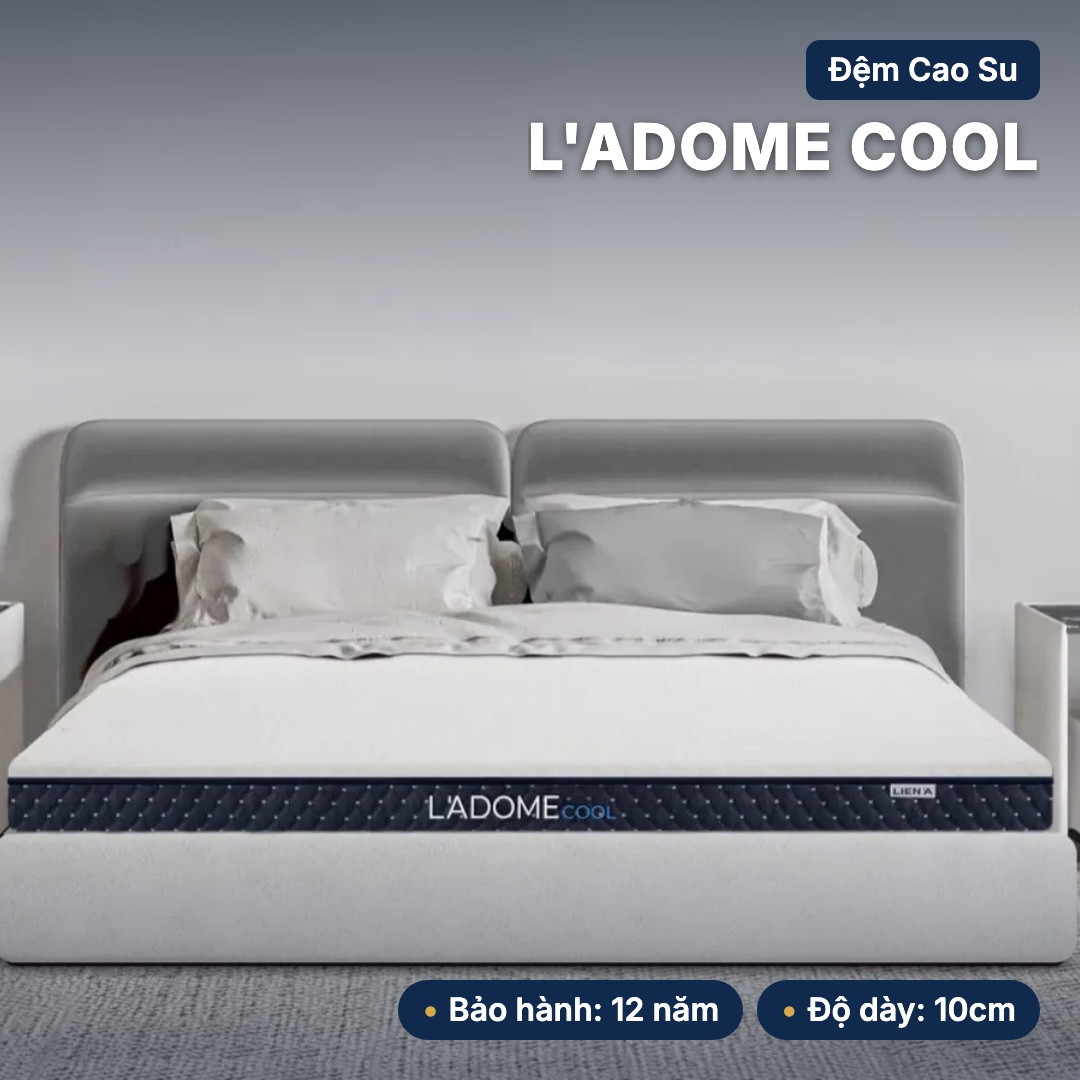 Đệm Cao Su
L'ADOME COOL
L'ADOME COOL
LIEN A
• Bảo hành: 12 năm
• Độ dày: 10cm